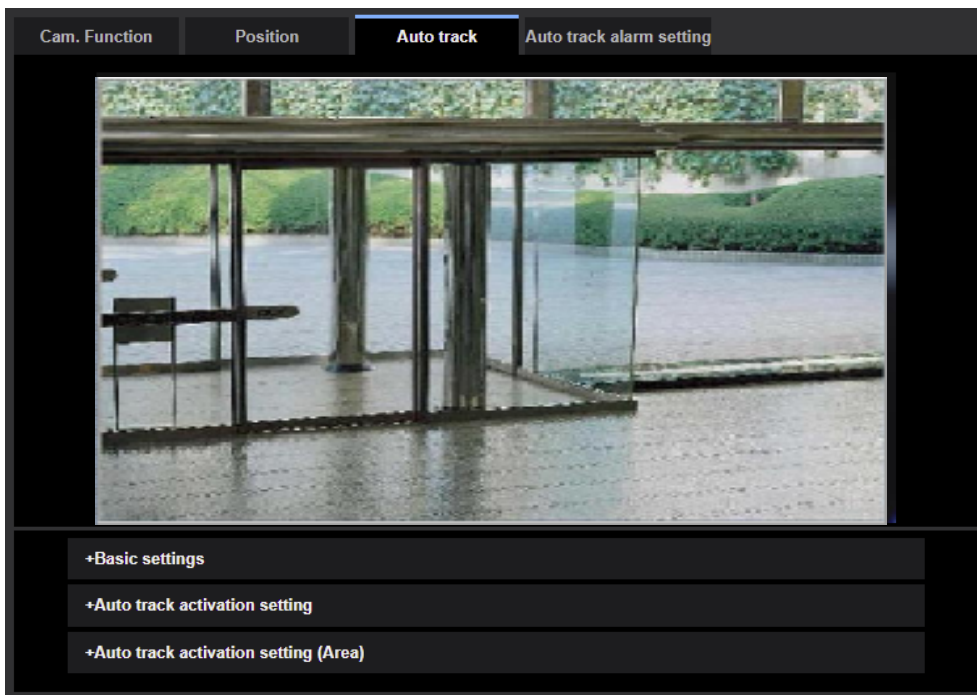 Cam. Function
Position
Auto track
Auto track alarm setting
+Basic settings
+Auto track activation setting
+Auto track activation setting (Area)